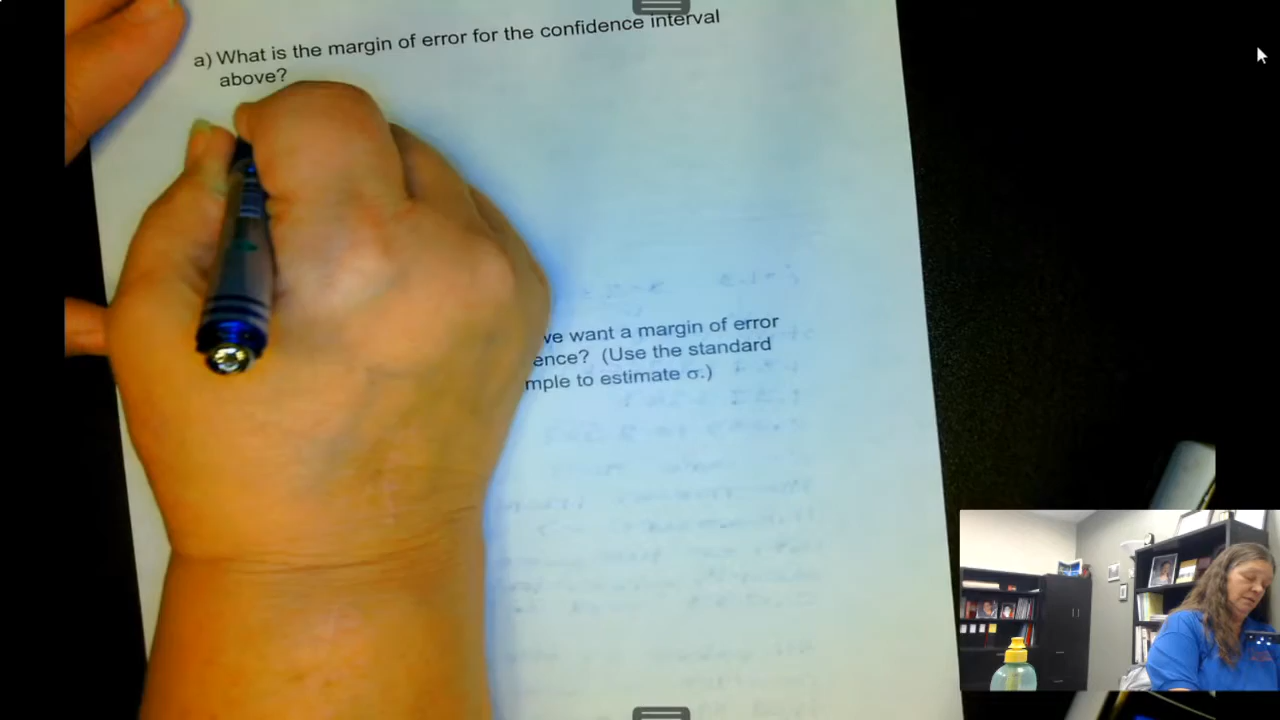 a) What is the margin of error for the confidence interval
above?
we want a margin of error
ence? (Use the standard
mple to estimate σ.)